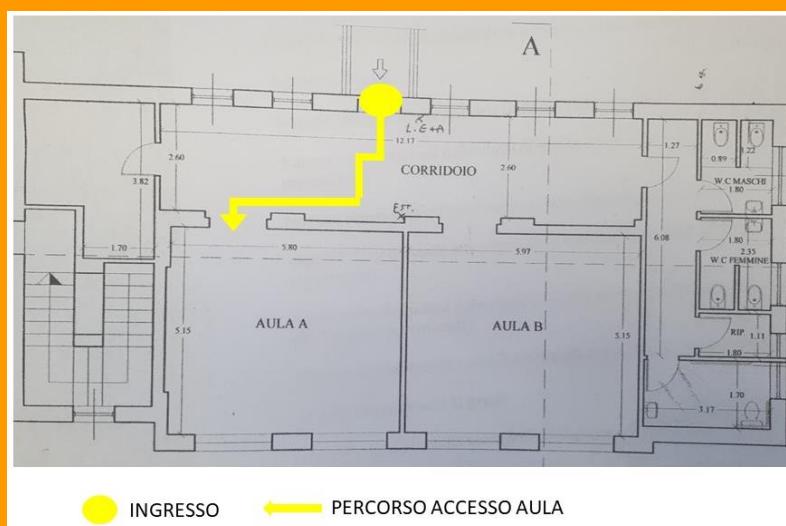 A
L.E+A
12.17
1.27
0.89
1.22
2.60
CORRIDOIO
2.60
W.C MASCHI
3.82
1.80
Est.
1.70
5.80
5.97
6.08
1.80
2.35
W.C FEMMINE
AULA A
AULA B
5.15
5.15
RIP.
1.11
1.80
1.70
3.17
INGRESSO
PERCORSO ACCESSO AULA